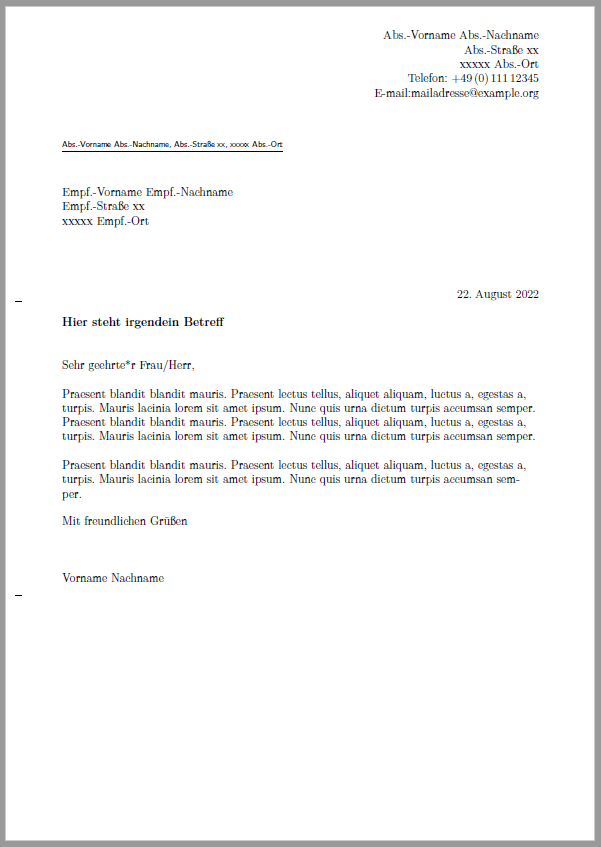 Abs.-Vorname Abs.-Nachname
Abs.-Straße xx
xxxxx Abs.-Ort
Telefon: +49 (0) 111 12345
E-mail:mailadresse@example.org
Abs.-Vorname Abs.-Nachname, Abs.-Straße xx, xxxxx Abs.-Ort
Empf.-Vorname Empf.-Nachname
Empf.-Straße xx
xxxxx Empf.-Ort
22. August 2022
Hier steht irgendein Betreff
Sehr geehrte*r Frau/Herr,
Praesent blandit blandit mauris. Praesent lectus tellus, aliquet aliquam, luctus a, egestas a,
turpis. Mauris lacinia lorem sit amet ipsum. Nunc quis urna dictum turpis accumsan semper.
Praesent blandit blandit mauris. Praesent lectus tellus, aliquet aliquam, luctus a, egestas a,
turpis. Mauris lacinia lorem sit amet ipsum. Nunc quis urna dictum turpis accumsan semper.
Praesent blandit blandit mauris. Praesent lectus tellus, aliquet aliquam, luctus a, egestas a,
turpis. Mauris lacinia lorem sit amet ipsum. Nunc quis urna dictum turpis accumsan sem-
per.
Mit freundlichen Grüßen
Vorname Nachname